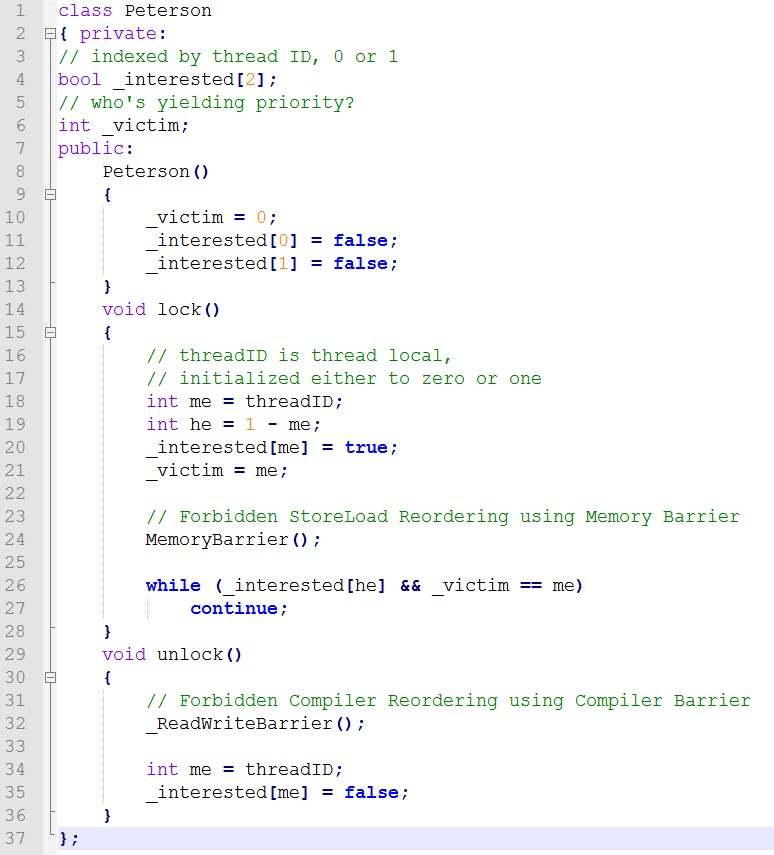 1 class Peterson
2 { private:
3 // indexed by thread ID, 0 or 1
4 bool _interested[2];
5 // who's yielding priority?
6 int _victim;
7 public:
8 Peterson()
9 {
10 _victim = 0;
11 _interested[0] = false;
12 _interested[1] = false;
13 }
14 void lock()
15 {
16 // threadID is thread local,
17 // initialized either to zero or one
18 int me = threadID;
19 int he = 1 - me;
20 _interested[me] = true;
21 _victim = me;
22
23 // Forbidden StoreLoad Reordering using Memory Barrier
24 MemoryBarrier();
25
26 while (_interested[he] && _victim == me)
27 continue;
28 }
29 void unlock()
30 {
31 // Forbidden Compiler Reordering using Compiler Barrier
32 _ReadWriteBarrier();
33
34 int me = threadID;
35 _interested[me] = false;
36 }
37 };